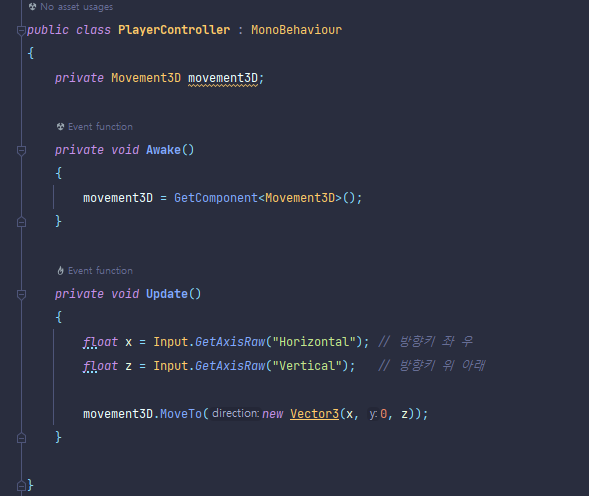 No asset usages
public class PlayerController : MonoBehaviour
{
    private Movement3D movement3D;
    Event function
    private void Awake()
    {
        movement3D = GetComponent<Movement3D>();
    }
    Event function
    private void Update()
    {
        float x = Input.GetAxisRaw("Horizontal"); // 방향키 좌 우
        float z = Input.GetAxisRaw("Vertical");   // 방향키 위 아래
        movement3D.MoveTo( direction: new Vector3(x, y: 0, z));
    }
}